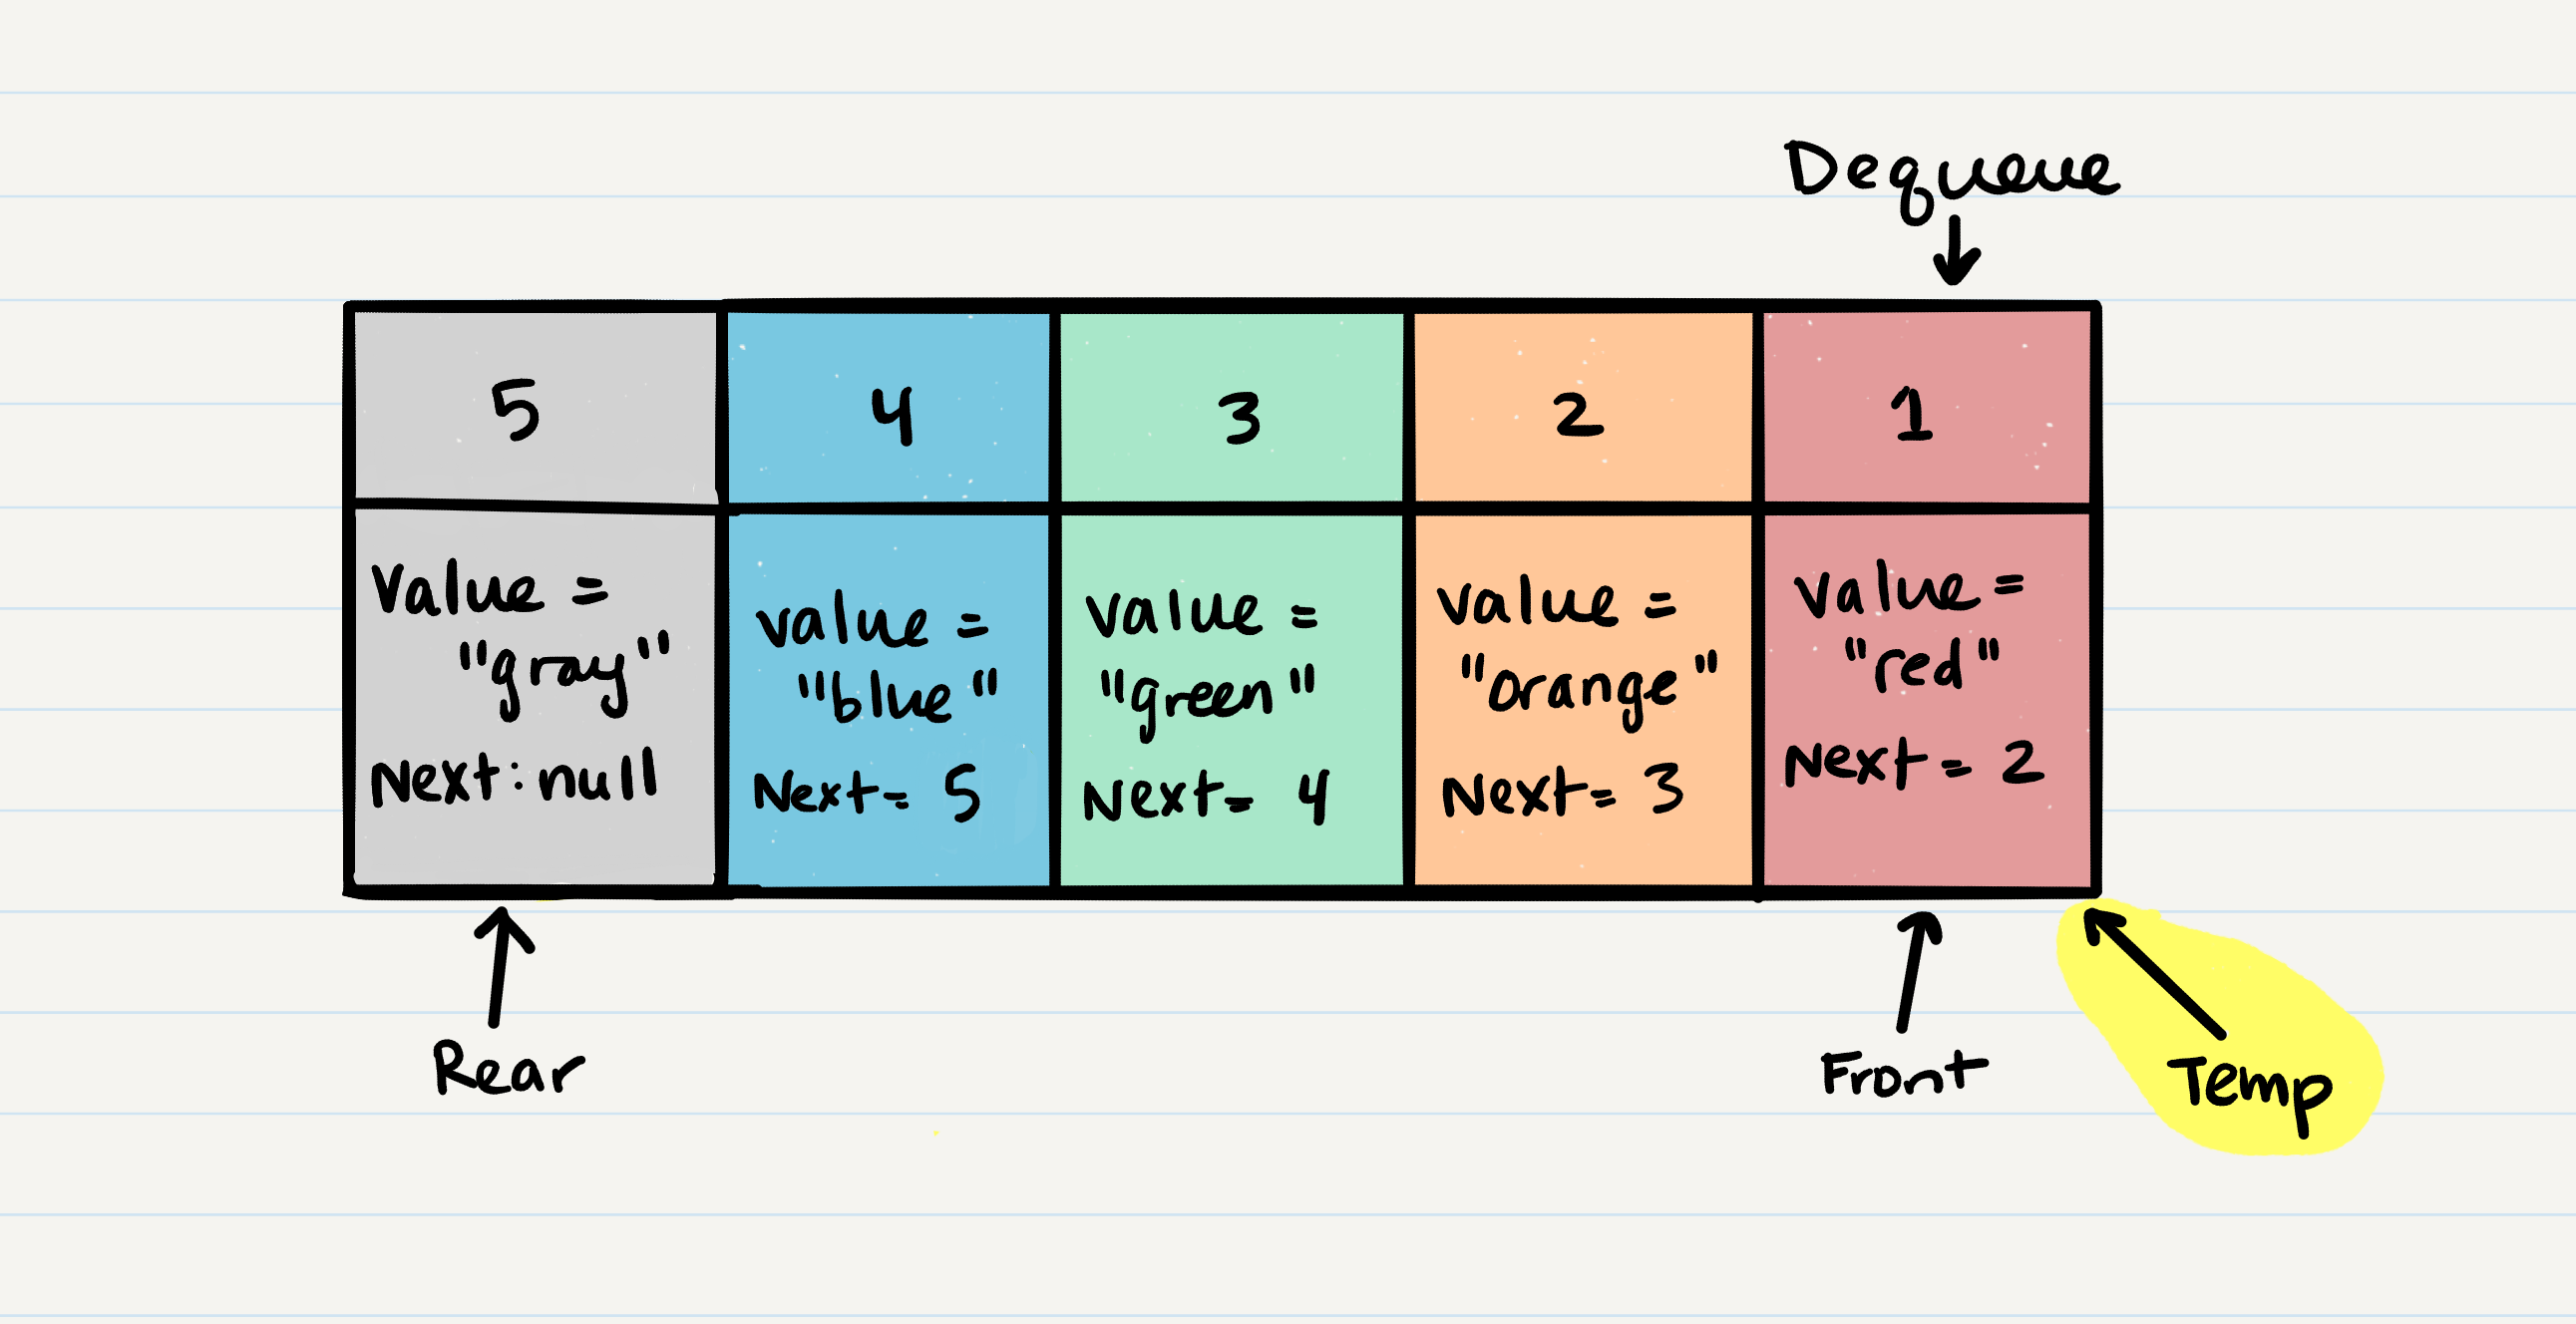 Dequeue
5
4
3
2
1
Value =
"gray"
Next: null
value =
"blue"
Next= 5
value =
"green"
Next= 4
value =
"orange"
Next= 3
value =
"red"
Next= 2
Rear
Front
Temp